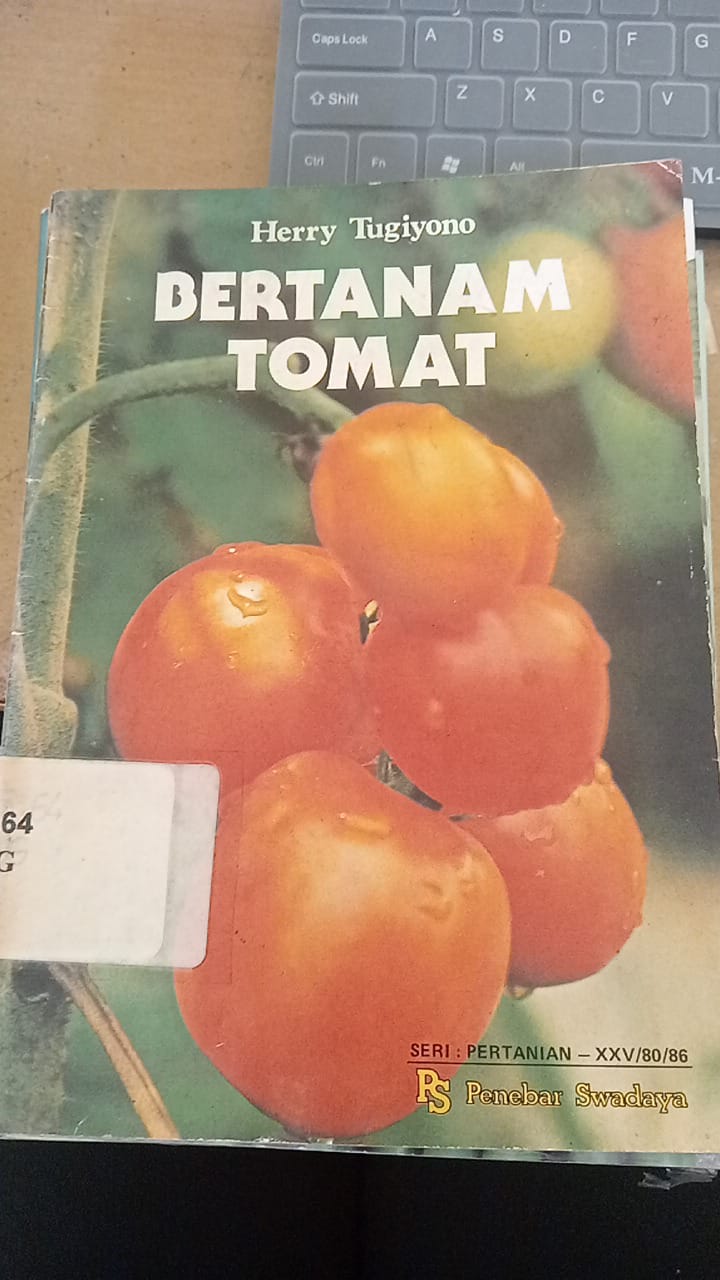 Caps Lock
A
S
D
F
G
Shift
Z
X
C
V
Ctrl
Fn
Alt
M-
Herry Tugiyono
BERTANAM
TOMAT
64
G
SERI : PERTANIAN – XXV/80/86
PS Penebar Swadaya